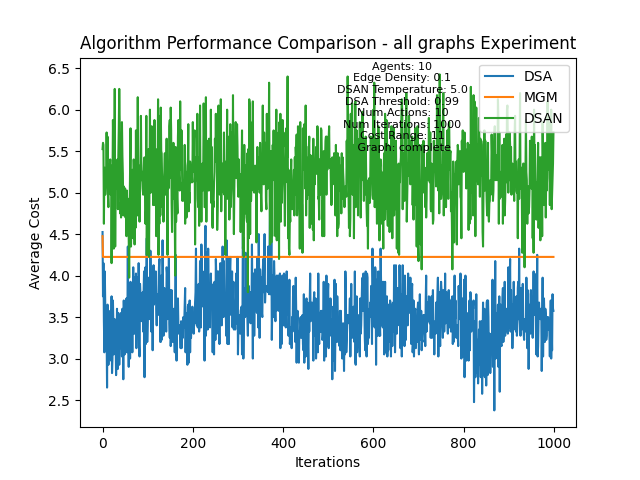 Algorithm Performance Comparison - all graphs Experiment
Agents: 10
Edge Density: 0.1
DSAN Temperature: 5.0
DSA Threshold: 0.99
Num Actions: 10
Num Iterations: 1000
Cost Range: 11
Graph: complete
DSA
MGM
DSAN
Average Cost
6.5
6.0
5.5
5.0
4.5
4.0
3.5
3.0
2.5
0 200 400 600 800 1000
Iterations